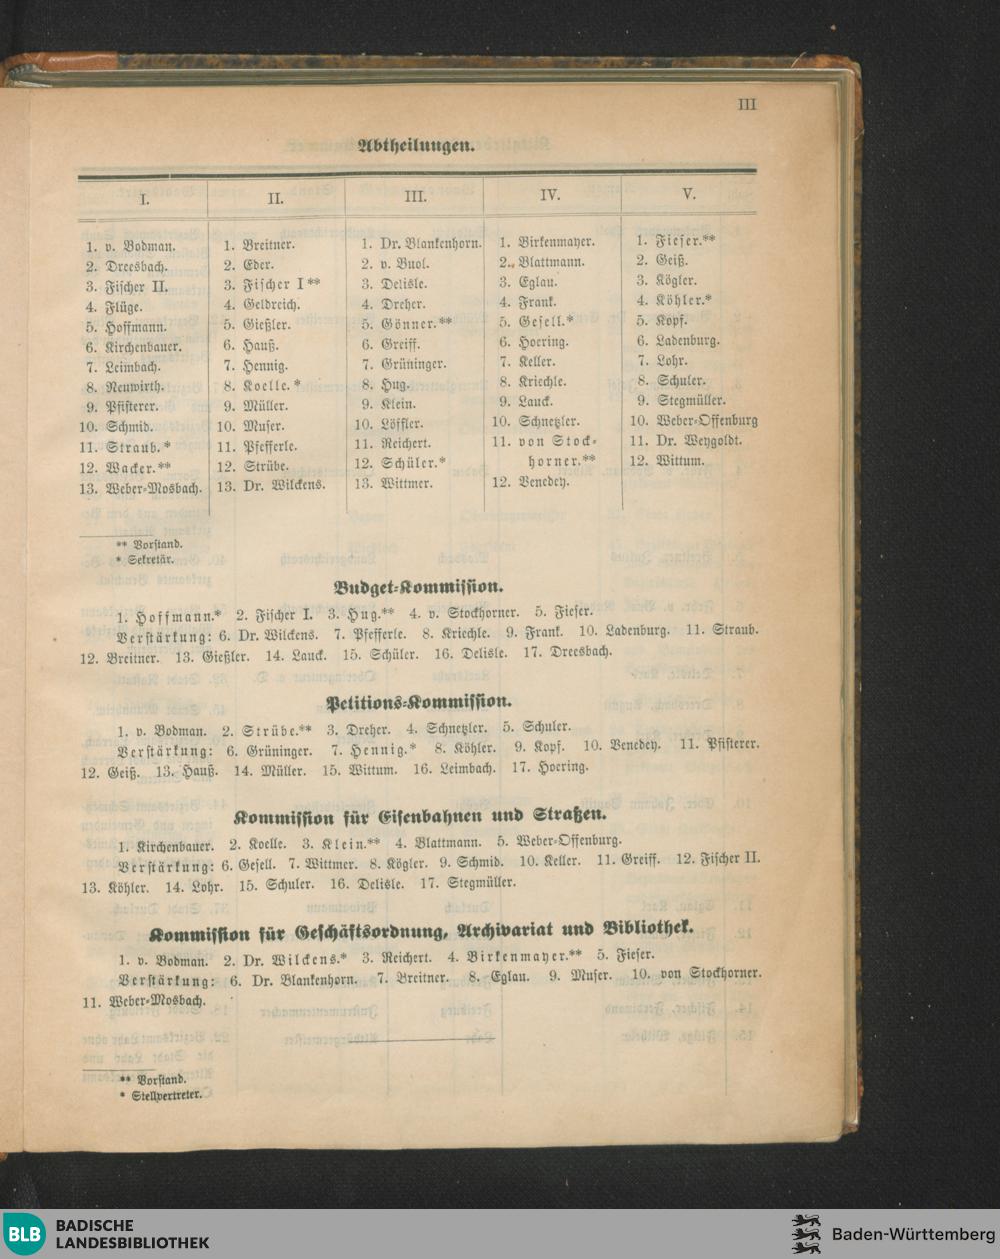 III
Abtheilungen.
I. II. III. IV. V.
1. v. Bodman. 1. Breitner. 1. Dr. Blankenhorn. 1. Birkenmayer. 1. Fieser.**
2. Dreesbach. 2. Eder. 2. v. Buol. 2. Blattmann. 2. Geiß.
3. Fischer II. 3. Fischer I** 3. Delisle. 3. Eglau. 3. Kögler.
4. Flüge. 4. Geldreich. 4. Dreher. 4. Frank. 4. Köhler.*
5. Hoffmann. 5. Gießler. 5. Gönner.** 5. Gesell.* 5. Kopf.
6. Kirchenbauer. 6. Hauß. 6. Greiff. 6. Hoering. 6. Ladenburg.
7. Leimbach. 7. Hennig. 7. Grüninger. 7. Keller. 7. Lohr.
8. Neuwirth. 8. Koelle.* 8. Hug. 8. Kriechle. 8. Schuler.
9. Pfisterer. 9. Müller. 9. Klein. 9. Lauck. 9. Stegmüller.
10. Schmid. 10. Muser. 10. Löffler. 10. Schnetzler. 10. Weber-Offenburg
11. Straub.* 11. Pfefferle. 11. Reichert. 11. von Stock- 11. Dr. Weygoldt.
12. Wacker.** 12. Strübe. 12. Schüler.* horner.** 12. Wittum.
13. Weber-Mosbach. 13. Dr. Wilckens. 13. Wittmer. 12. Venedey.
** Vorstand.
* Sekretär.
Budget-Kommission.
1. Hoffmann.* 2. Fischer I. 3. Hug.** 4. v. Stockhorner. 5. Fieser.
Verstärkung: 6. Dr. Wilckens. 7. Pfefferle. 8. Kriechle. 9. Frank. 10. Ladenburg. 11. Straub.
12. Breitner. 13. Gießler. 14. Lauck. 15. Schüler. 16. Delisle. 17. Dreesbach.
Petitions-Kommission.
1. v. Bodman. 2. Strübe.** 3. Dreher. 4. Schnetzler. 5. Schuler.
Verstärkung: 6. Grüninger. 7. Hennig.* 8. Köhler. 9. Kopf. 10. Venedey. 11. Pfisterer.
12. Geiß. 13. Hauß. 14. Müller. 15. Wittum. 16. Leimbach. 17. Hoering.
Kommission für Eisenbahnen und Straßen.
1. Kirchenbauer. 2. Koelle. 3. Klein.** 4. Blattmann. 5. Weber-Offenburg.
Verstärkung: 6. Gesell. 7. Wittmer. 8. Kögler. 9. Schmid. 10. Keller. 11. Greiff. 12. Fischer II.
13. Köhler. 14. Lohr. 15. Schuler. 16. Delisle. 17. Stegmüller.
Kommission für Geschäftsordnung, Archivariat und Bibliothek.
1. v. Bodman. 2. Dr. Wilckens.* 3. Reichert. 4. Birkenmayer.** 5. Fieser.
Verstärkung: 6. Dr. Blankenhorn. 7. Breitner. 8. Eglau. 9. Muser. 10. von Stockhorner.
11. Weber-Mosbach.
** Vorstand.
* Stellvertreter.
BLB BADISCHE
LANDESBIBLIOTHEK
Baden-Württemberg